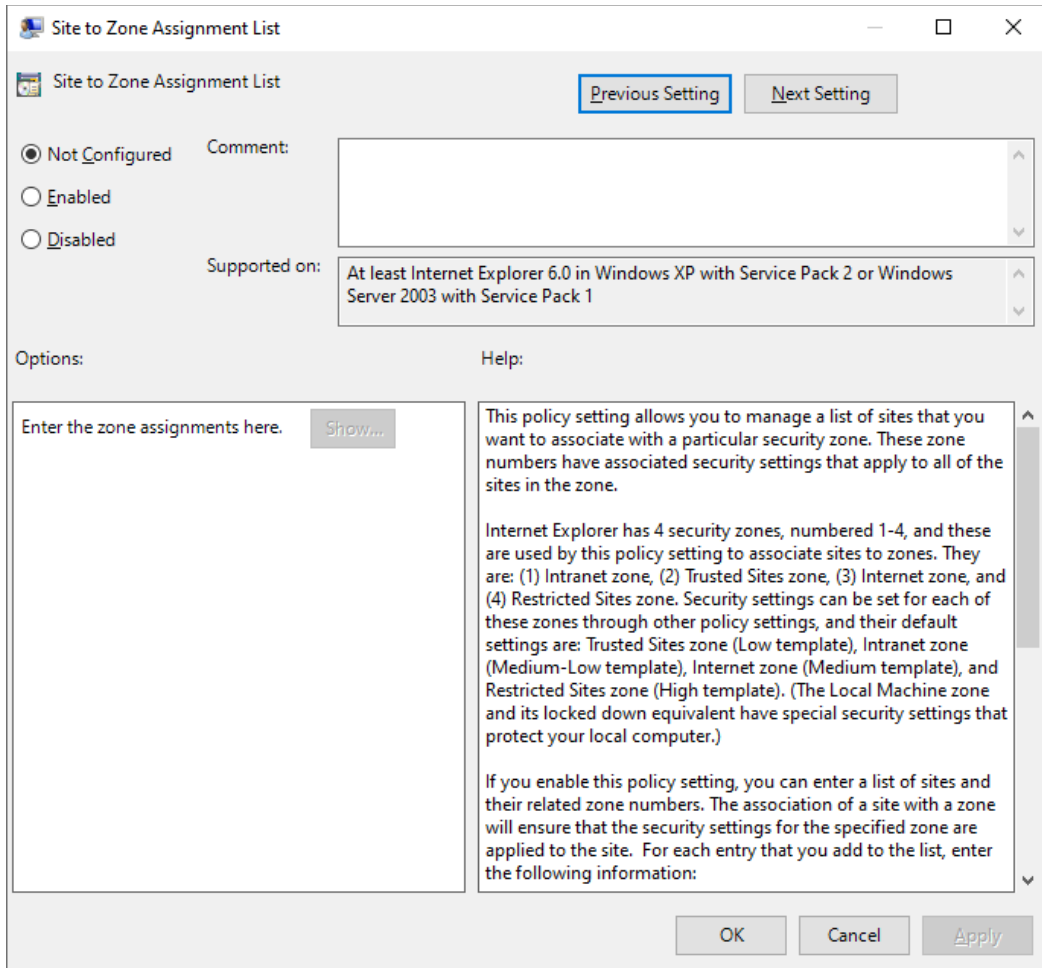 Site to Zone Assignment List
Site to Zone Assignment List
Previous Setting
Next Setting
Not Configured
Comment:
Enabled
Disabled
Supported on:
At least Internet Explorer 6.0 in Windows XP with Service Pack 2 or Windows
Server 2003 with Service Pack 1
Options:
Help:
Enter the zone assignments here.
Show...
This policy setting allows you to manage a list of sites that you
want to associate with a particular security zone. These zone
numbers have associated security settings that apply to all of the
sites in the zone.
Internet Explorer has 4 security zones, numbered 1-4, and these
are used by this policy setting to associate sites to zones. They
are: (1) Intranet zone, (2) Trusted Sites zone, (3) Internet zone, and
(4) Restricted Sites zone. Security settings can be set for each of
these zones through other policy settings, and their default
settings are: Trusted Sites zone (Low template), Intranet zone
(Medium-Low template), Internet zone (Medium template), and
Restricted Sites zone (High template). (The Local Machine zone
and its locked down equivalent have special security settings that
protect your local computer.)
If you enable this policy setting, you can enter a list of sites and
their related zone numbers. The association of a site with a zone
will ensure that the security settings for the specified zone are
applied to the site.  For each entry that you add to the list, enter
the following information:
OK
Cancel
Apply